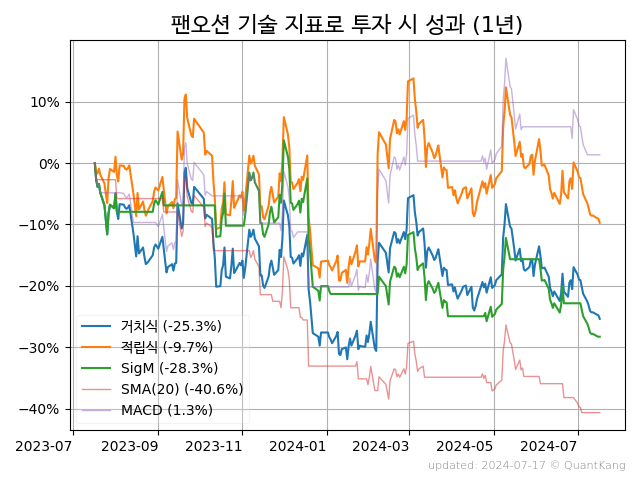 팬오션 기술 지표로 투자 시 성과 (1년)
10%
0%
−10%
−20%
−30%
−40%
거치식 (-25.3%)
적립식 (-9.7%)
SigM (-28.3%)
SMA(20) (-40.6%)
MACD (1.3%)
2023-07
2023-09
2023-11
2024-01
2024-03
2024-05
2024-07
updated: 2024-07-17 © QuantKang